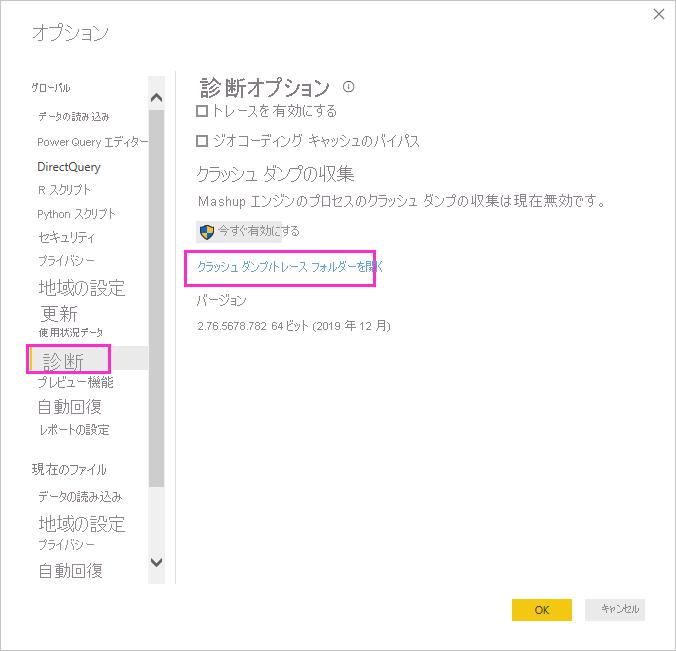 オプション
グローバル
データの読み込み
Power Query エディター
DirectQuery
R スクリプト
Python スクリプト
セキュリティ
プライバシー
地域の設定
更新
使用状況データ
診断
プレビュー機能
自動回復
レポートの設定
現在のファイル
データの読み込み
地域の設定
プライバシー
自動回復
診断オプション
トレースを有効にする
ジオコーディング キャッシュのバイパス
クラッシュ ダンプの収集
Mashup エンジンのプロセスのクラッシュ ダンプの収集は現在無効です。
今すぐ有効にする
クラッシュ ダンプ/トレース フォルダーを開く
バージョン
2.76.5678.782 64 ビット (2019 年 12 月)
OK
キャンセル